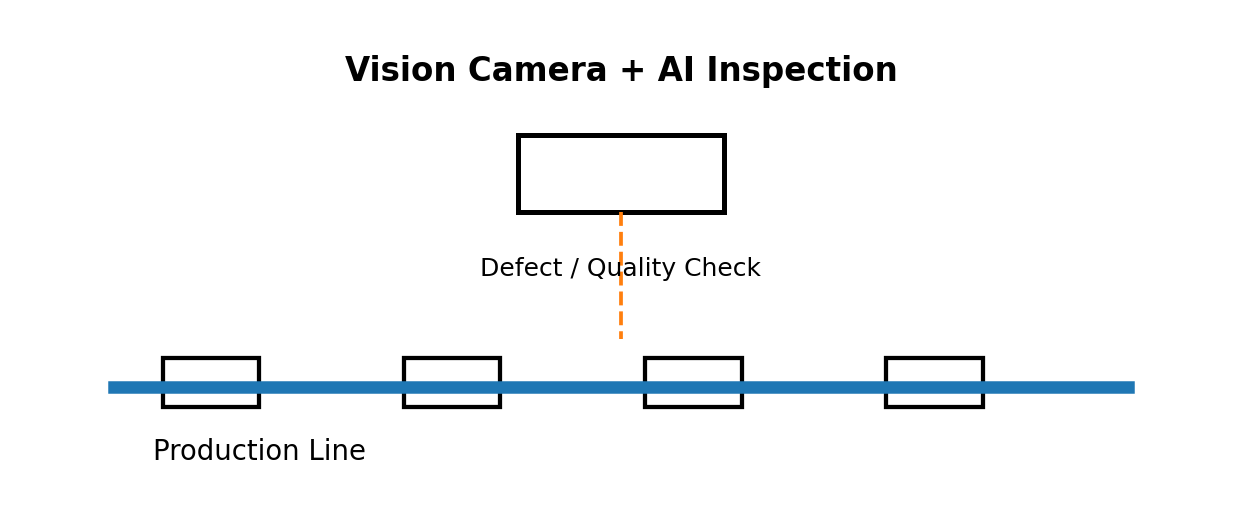 Vision Camera + AI Inspection
Defect / Quality Check
Production Line